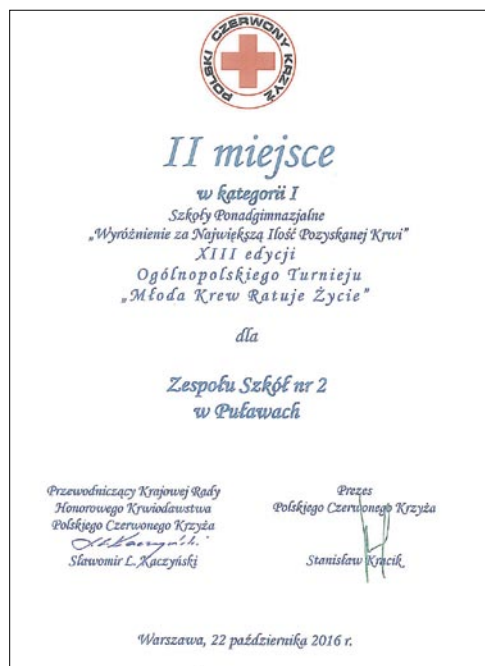 POLSKI CZERWONY KRZYŻ
II miejsce
w kategorii I
Szkoły Ponadgimnazjalne
„Wyróżnienie za Największą Ilość Pozyskanej Krwi”
XIII edycji
Ogólnopolskiego Turnieju
„Młoda Krew Ratuje Życie”
dla
Zespołu Szkół nr 2
w Puławach
Przewodniczący Krajowej Rady
Honorowego Krwiodawstwa
Polskiego Czerwonego Krzyża
Sławomir L. Kaczyński
Prezes
Polskiego Czerwonego Krzyża
Stanisław Kracik
Warszawa, 22 października 2016 r.